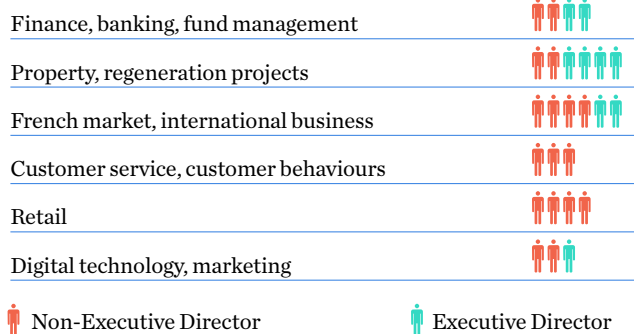 Finance, banking, fund management
Property, regeneration projects
French market, international business
Customer service, customer behaviours
Retail
Digital technology, marketing
Non-Executive Director
Executive Director